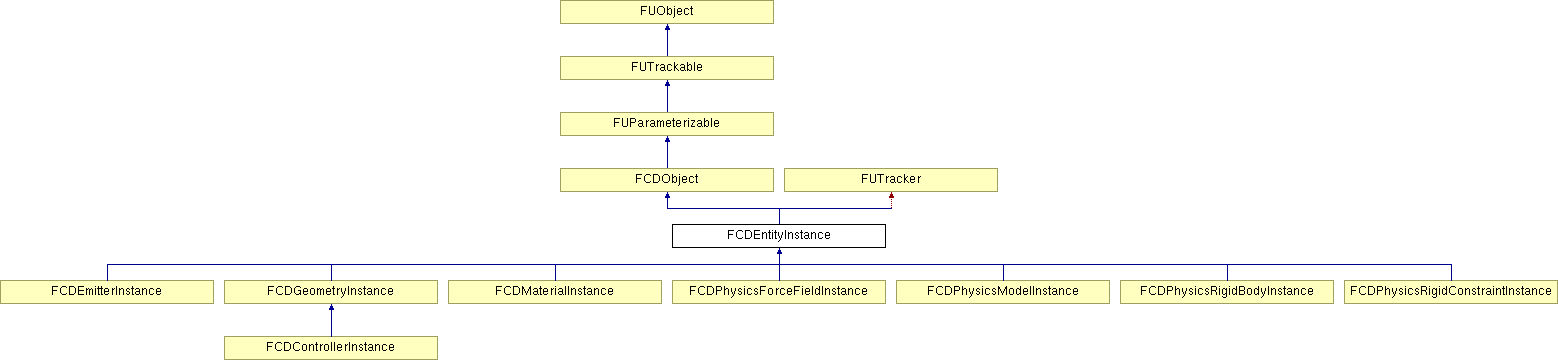 FUObject
FUTrackable
FUParameterizable
FCDObject
FUTracker
FCDEntityInstance
FCDEmitterInstance
FCDGeometryInstance
FCDMaterialInstance
FCDPhysicsForceFieldInstance
FCDPhysicsModelInstance
FCDPhysicsRigidBodyInstance
FCDPhysicsRigidConstraintInstance
FCDControllerInstance